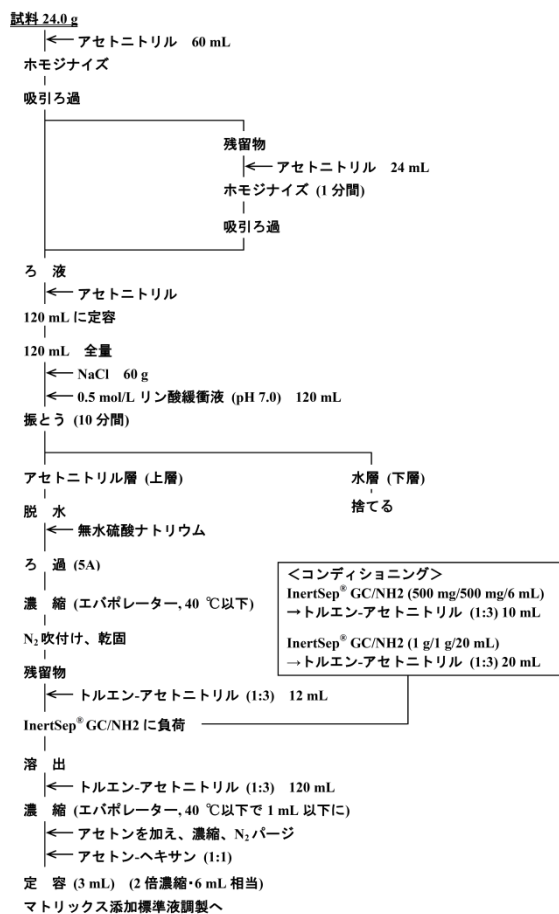 試料 24.0 g
アセトニトリル 60 mL
ホモジナイズ
吸引ろ過
残留物
アセトニトリル 24 mL
ホモジナイズ (1 分間)
吸引ろ過
ろ 液
アセトニトリル
120 mL に定容
120 mL 全量
NaCl 60 g
0.5 mol/L リン酸緩衝液 (pH 7.0) 120 mL
振とう (10 分間)
アセトニトリル層 (上層)
水層 (下層)
脱 水
捨てる
無水硫酸ナトリウム
ろ 過 (5A)
濃 縮 (エバポレーター, 40 ℃以下)
N₂ 吹付け、乾固
残留物
トルエン-アセトニトリル (1:3) 12 mL
InertSep® GC/NH2 に負荷
<コンディショニング>
InertSep® GC/NH2 (500 mg/500 mg/6 mL)
→トルエン-アセトニトリル (1:3) 10 mL
InertSep® GC/NH2 (1 g/1 g/20 mL)
→トルエン-アセトニトリル (1:3) 20 mL
溶 出
トルエン-アセトニトリル (1:3) 120 mL
濃 縮 (エバポレーター, 40 ℃以下で 1 mL 以下に)
アセトンを加え、濃縮、N₂ パージ
アセトン-ヘキサン (1:1)
定 容 (3 mL) (2 倍濃縮・6 mL 相当)
マトリックス添加標準液調製へ